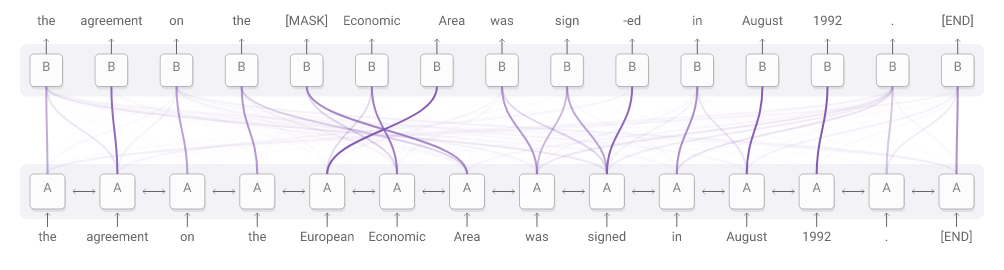 the agreement on the [MASK] Economic Area was sign -ed in August 1992 . [END]
B B B B B B B B B B B B B B B
A A A A A A A A A A A A A A
the agreement on the European Economic Area was signed in August 1992 . [END]